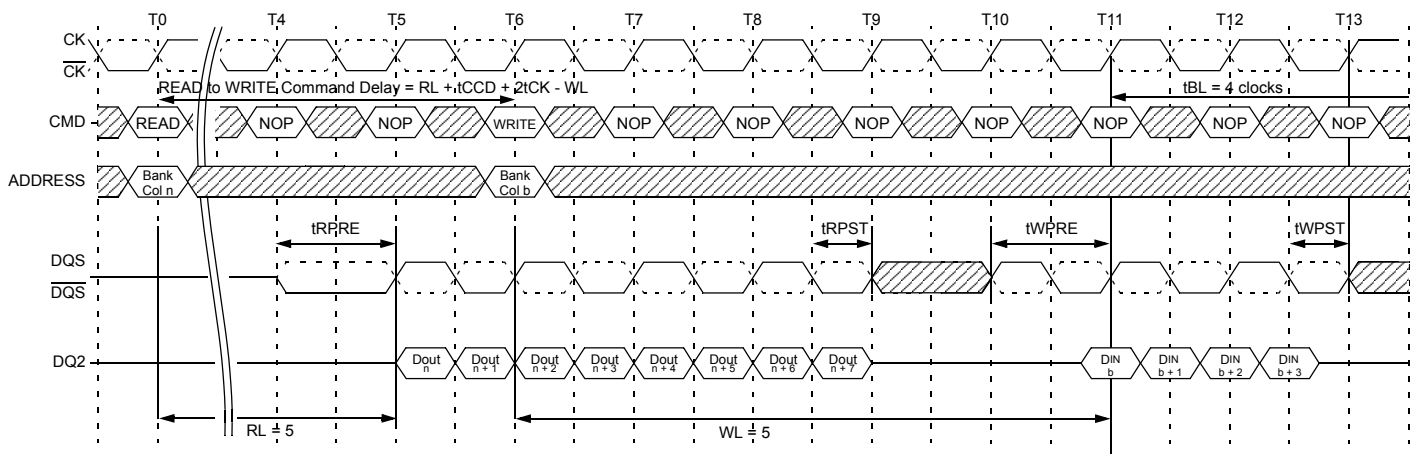 T0 T4 T5 T6 T7 T8 T9 T10 T11 T12 T13
CK
CK
READ to WRITE Command Delay = RL + tCCD + 2tCK - WL
tBL = 4 clocks
CMD READ NOP NOP WRITE NOP NOP NOP NOP NOP NOP NOP
ADDRESS
Bank
Col n
Bank
Col b
tRPRE tRPST tWPRE tWPST
DQS
DQS
DQ2
Dout
n
Dout
n + 1
Dout
n + 2
Dout
n + 3
Dout
n + 4
Dout
n + 5
Dout
n + 6
Dout
n + 7
DIN
b
DIN
b + 1
DIN
b + 2
DIN
b + 3
RL = 5 WL = 5